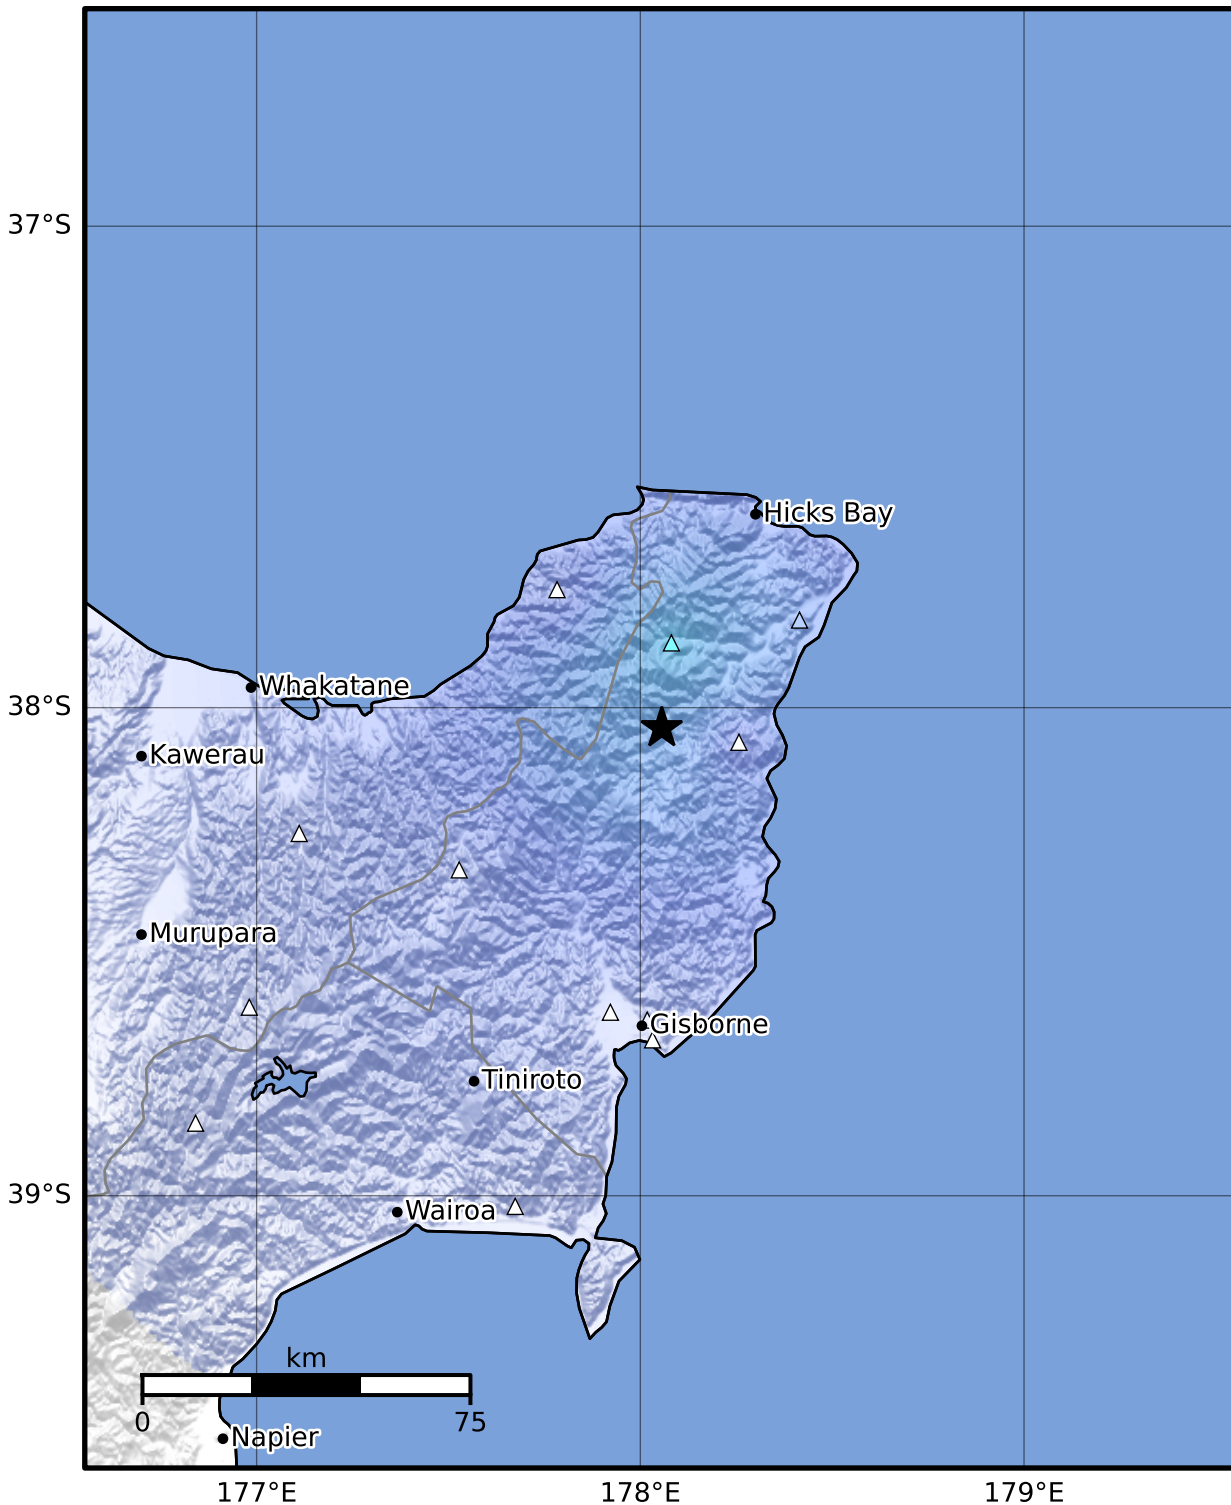 37°S
Hicks Bay
Whakatane
38°S
Kawerau
Murupara
Gisborne
Tiniroto
39°S
Wairoa
km
0 75
Napier
177°E 178°E 179°E